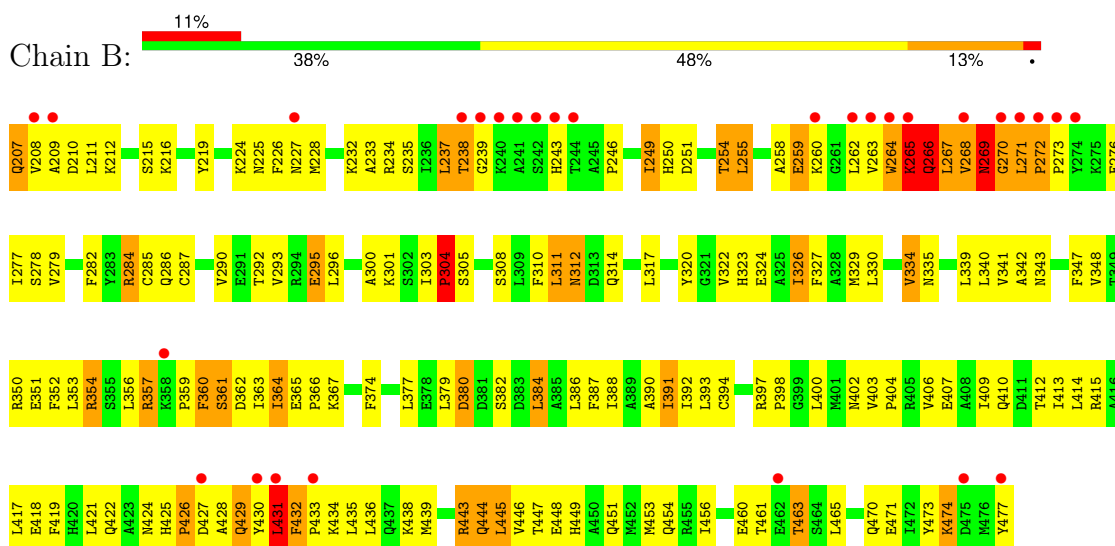 11%
Chain B:
38% 48% 13% •
Q207 V208 A209 D210 L211 K212 S215 K216 Y219 K224 N225 F226 N227 M228 K232 A233 R234 S235 I236 L237 T238 G239 K240 A241 S242 H243 T244 A245 P246 I249 H250 D251 T254 L255 A258 E259 K260 G261 L262 V263 W264 K265 Q266 L267 V268 N269 G270 L271 P272 P273 Y274 K275 E276
I277 S278 V279 F282 Y283 R284 C285 Q286 C287 V290 E291 T292 V293 R294 E295 L296 A300 K301 S302 I303 P304 S305 S308 L309 F310 L311 N312 D313 Q314 L317 Y320 G321 V322 H323 E324 A325 I326 F327 A328 M329 L330 V334 N335 L339 L340 V341 A342 N343 F347 V348 T349
R350 E351 F352 L353 R354 S355 L356 R357 K358 P359 F360 S361 D362 I363 I364 E365 P366 K367 F374 L377 E378 L379 D380 D381 S382 D383 L384 A385 L386 F387 I388 A389 A390 I391 I392 L393 C394 R397 P398 G399 L400 M401 N402 V403 P404 R405 V406 E407 A408 I409 Q410 D411 T412 I413 L414 R415 A416
L417 E418 F419 H420 L421 Q422 A423 N424 H425 P426 D427 A428 Q429 Y430 L431 F432 P433 K434 L435 L436 Q437 K438 M439 R443 Q444 L445 V446 T447 E448 H449 A450 Q451 M452 M453 Q454 R455 I456 E460 T461 E462 T463 S464 L465 Q470 E471 I472 Y473 K474 D475 M476 Y477